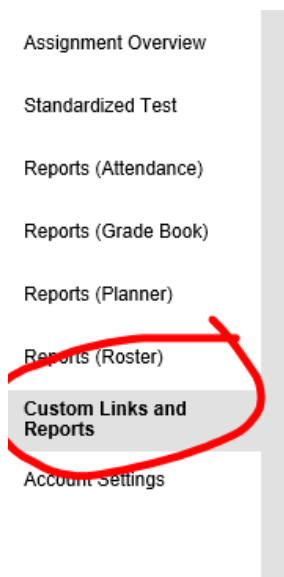 Assignment Overview
Standardized Test
Reports (Attendance)
Reports (Grade Book)
Reports (Planner)
Reports (Roster)
Custom Links and
Reports
Account Settings